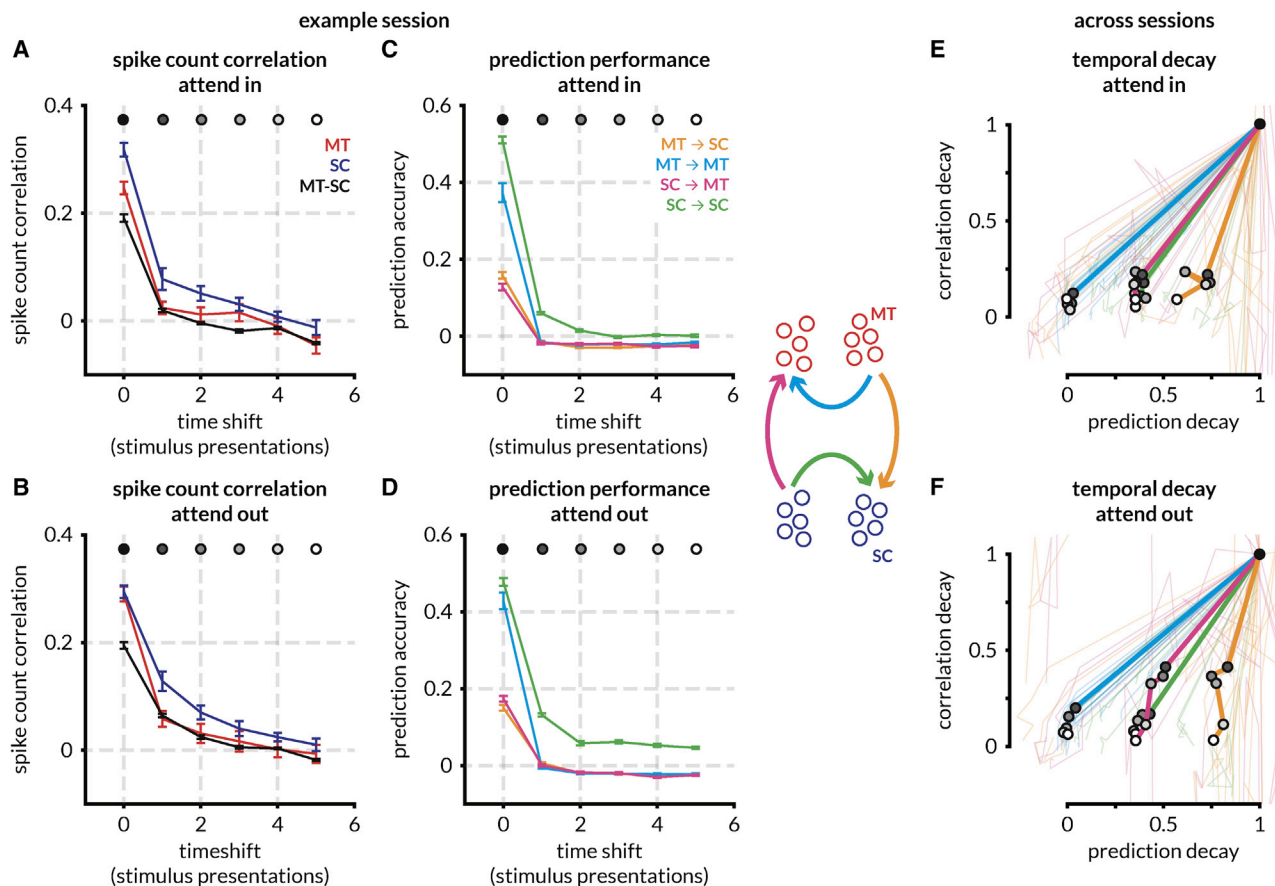 example session
across sessions
A
spike count correlation
attend in
0.4
0.2
0
0
2
4
6
spike count correlation
time shift
(stimulus presentations)
MT
SC
MT-SC
C
prediction performance
attend in
0.6
0.4
0.2
0
0
2
4
6
prediction accuracy
time shift
(stimulus presentations)
MT → SC
MT → MT
SC → MT
SC → SC
E
temporal decay
attend in
1
0.5
0
0
0.5
1
correlation decay
prediction decay
MT
SC
B
spike count correlation
attend out
0.4
0.2
0
0
2
4
6
spike count correlation
timeshift
(stimulus presentations)
D
prediction performance
attend out
0.6
0.4
0.2
0
0
2
4
6
prediction accuracy
time shift
(stimulus presentations)
F
temporal decay
attend out
1
0.5
0
0
0.5
1
correlation decay
prediction decay